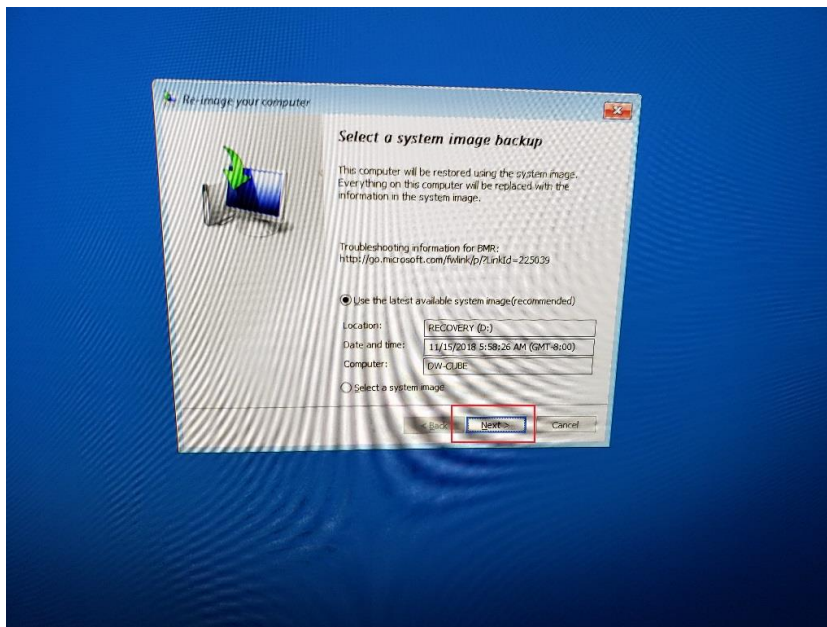 Re-image your computer
Select a system image backup
This computer will be restored using the system image.
Everything on this computer will be replaced with the
information in the system image.
Troubleshooting information for BMR:
http://go.microsoft.com/fwlink/p/?LinkId=225039
Use the latest available system image(recommended)
Location: RECOVERY (D:)
Date and time: 11/15/2018 5:58:26 AM (GMT-8:00)
Computer: DW-CUBE
Select a system image
< Back Next > Cancel